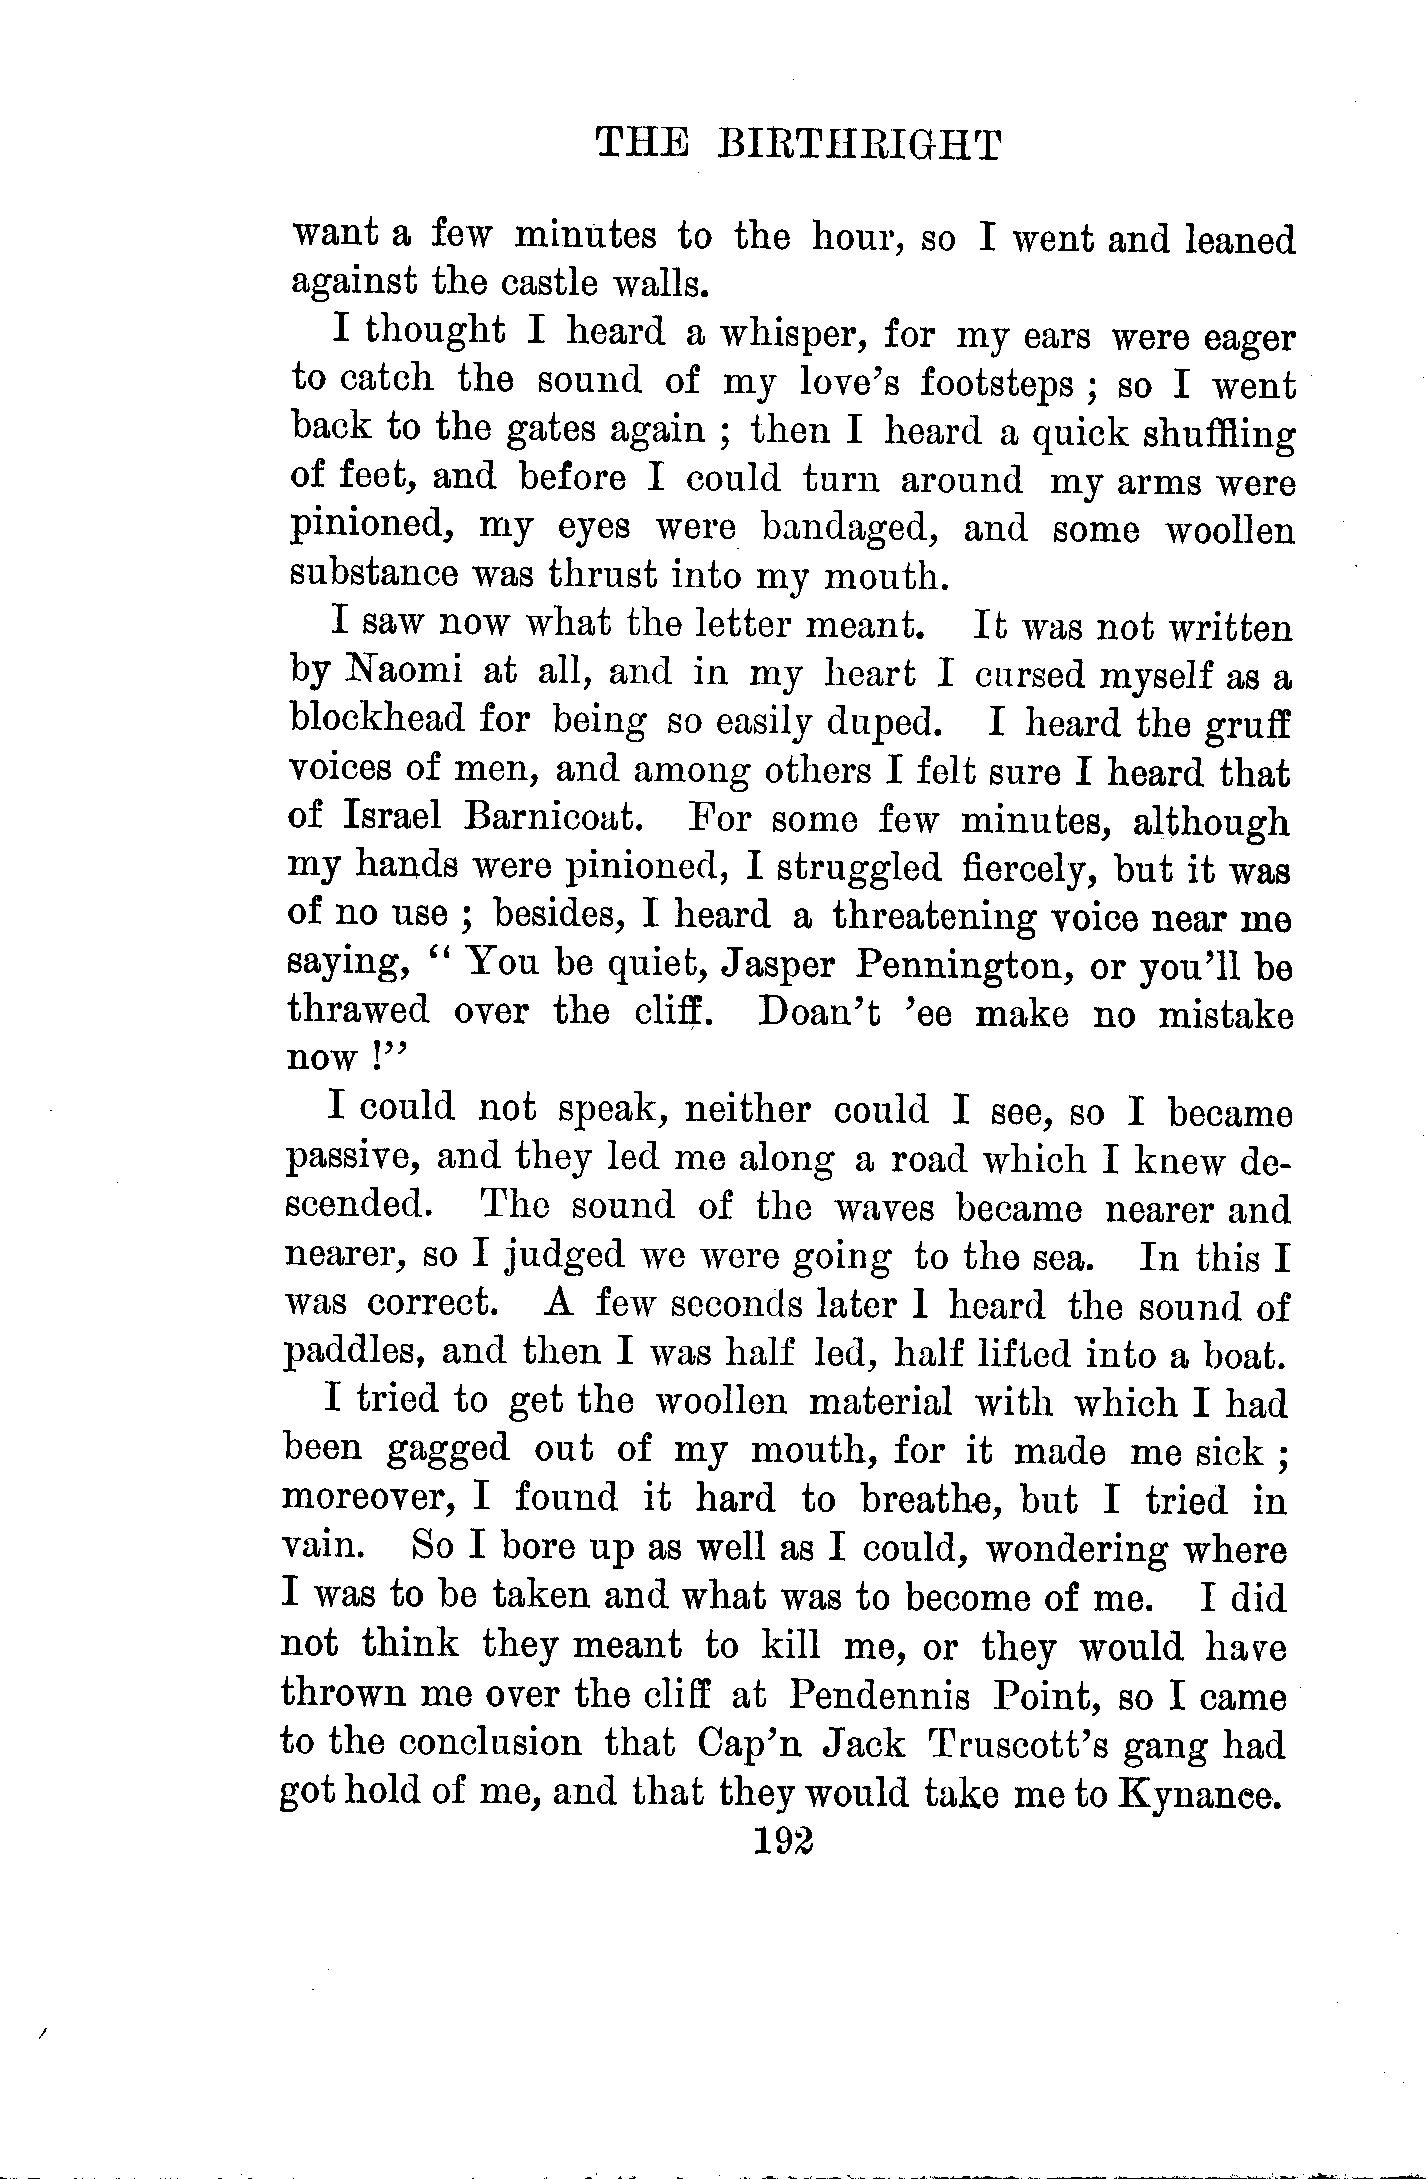 THE BIRTHRIGHT
want a few minutes to the hour, so I went and leaned
against the castle walls.
I thought I heard a whisper, for my ears were eager
to catch the sound of my love's footsteps ; so I went
back to the gates again ; then I heard a quick shuffling
of feet, and before I could turn around my arms were
pinioned, my eyes were bandaged, and some woollen
substance was thrust into my mouth.
I saw now what the letter meant. It was not written
by Naomi at all, and in my heart I cursed myself as a
blockhead for being so easily duped. I heard the gruff
voices of men, and among others I felt sure I heard that
of Israel Barnicoat. For some few minutes, although
my hands were pinioned, I struggled fiercely, but it was
of no use ; besides, I heard a threatening voice near me
saying, " You be quiet, Jasper Pennington, or you'll be
thrawed over the cliff. Doan't 'ee make no mistake
now !"
I could not speak, neither could I see, so I became
passive, and they led me along a road which I knew de-
scended. The sound of the waves became nearer and
nearer, so I judged we were going to the sea. In this I
was correct. A few seconds later I heard the sound of
paddles, and then I was half led, half lifted into a boat.
I tried to get the woollen material with which I had
been gagged out of my mouth, for it made me sick ;
moreover, I found it hard to breathe, but I tried in
vain. So I bore up as well as I could, wondering where
I was to be taken and what was to become of me. I did
not think they meant to kill me, or they would have
thrown me over the cliff at Pendennis Point, so I came
to the conclusion that Cap'n Jack Truscott's gang had
got hold of me, and that they would take me to Kynance.
192